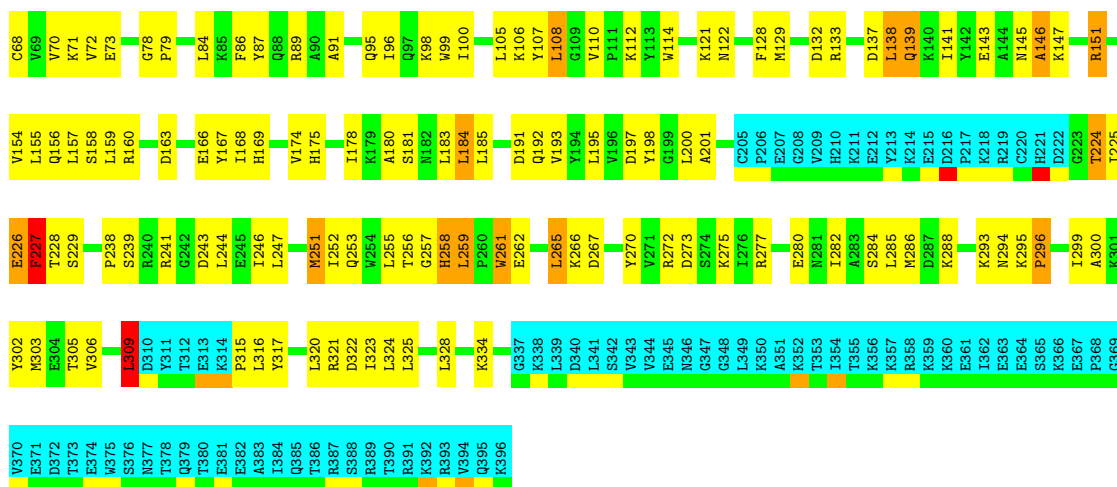 C68 V69 V70 K71 V72 E73 G78 P79 L84 K85 F86 Y87 Q88 R89 A90 A91 Q95 I96 Q97 K98 W99 I100 L105 K106 Y107 L108 G109 V110 P111 K112 Y113 W114 K121 N122 F128 M129 D132 R133 D137 L138 Q139 K140 I141 Y142 E143 A144 N145 A146 K147 R151
V154 L155 Q156 L157 S158 L159 R160 D163 E166 Y167 I168 H169 V174 H175 I178 K179 A180 S181 N182 L183 L184 L185 D191 Q192 V193 Y194 L195 V196 D197 Y198 G199 L200 A201 C205 P206 E207 G208 V209 H210 K211 E212 Y213 K214 E215 D216 P217 K218 R219 C220 H221 D222 G223 T224 I225
E226 F227 T228 S229 P238 S239 R240 R241 G242 D243 L244 E245 I246 L247 M251 I252 Q253 W254 L255 T256 G257 H258 L259 P260 W261 E262 L265 K266 D267 Y270 V271 R272 D273 S274 K275 I276 R277 E280 N281 I282 A283 S284 L285 M286 D287 K288 K293 N294 K295 P296 I299 A300 K301
Y302 M303 E304 T305 V306 S308 L309 D310 Y311 T312 E313 K314 P315 L316 Y317 L320 R321 D322 I323 L324 L325 L328 K334 G337 K338 L339 D340 L341 S342 V343 V344 E345 N346 G347 G348 L349 K350 A351 K352 T353 I354 T355 K356 K357 R358 K359 K360 E361 I362 E363 E364 S365 K366 E367 P368 G369
V370 E371 D372 T373 E374 W375 S376 N377 T378 Q379 T380 E381 E382 A383 I384 Q385 T386 R387 S388 R389 T390 R391 K392 R393 V394 Q395 K396